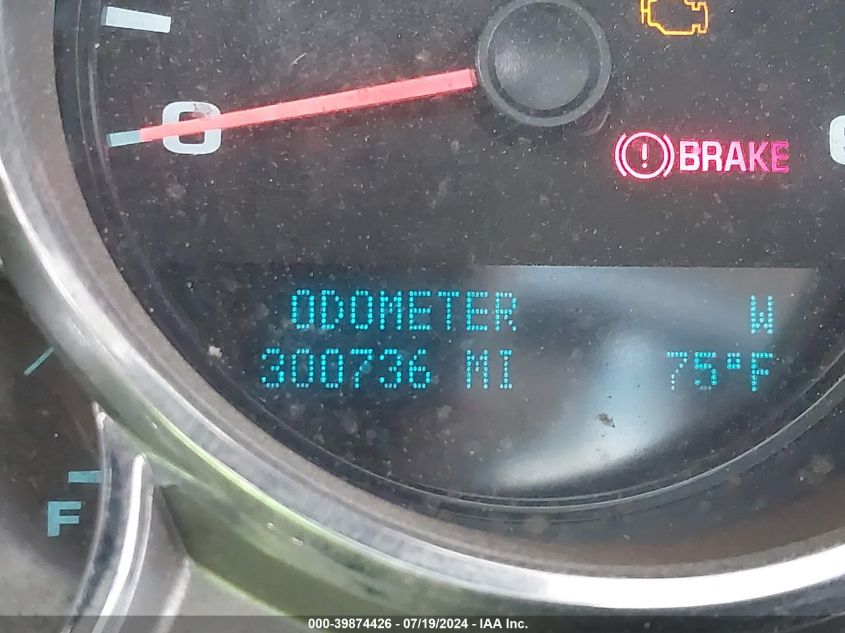 0
BRAKE
ODOMETER W
300736 MI 75°F
F
000-39874426 - 07/19/2024 - IAA Inc.